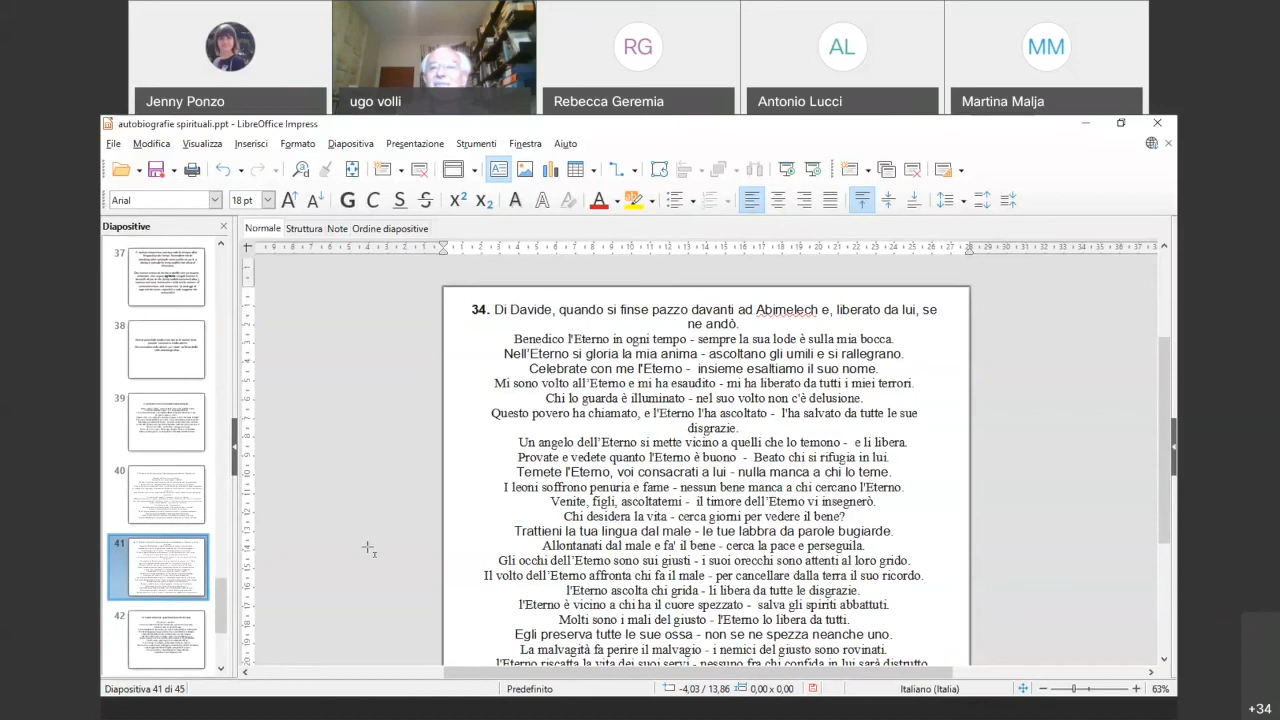 RG
AL
MM
Jenny Ponzo
ugo volli
Rebecca Geremia
Antonio Lucci
Martina Malja
autobiografie spirituali.ppt - LibreOffice Impress
File Modifica Visualizza Inserisci Formato Diapositiva Presentazione Strumenti Finestra Aiuto
Arial
18 pt
Diapositive
Normale Struttura Note Ordine diapositive
37
38
39
40
41
42
34. Di Davide, quando si finse pazzo davanti ad Abimelech e, liberato da lui, se
ne andò.
Benedico l'Eterno in ogni tempo - sempre la sua lode è sulla mia bocca.
Nell'Eterno si gloria la mia anima - ascoltano gli umili e si rallegrano.
Celebrate con me l'Eterno - insieme esaltiamo il suo nome.
Mi sono volto all'Eterno e mi ha esaudito - mi ha liberato da tutti i miei terrori.
Chi lo guarda è illuminato - nel suo volto non c'è delusione.
Questo povero ha chiamato, e l'Eterno l'ha ascoltato - l'ha salvato da tutte le sue
disgrazie.
Un angelo dell'Eterno si mette vicino a quelli che lo temono - e li libera.
Provate e vedete quanto l'Eterno è buono - Beato chi si rifugia in lui.
Temete l'Eterno, voi consacrati a lui - nulla manca a chi lo teme.
I leoni soffrono penuria e fame - nessun bene manca a chi cercano l'Eterno.
Venite, figli, ascoltatemi - il timore dell'Eterno vi insegnerò.
Chi desidera la vita - cerca giorni per vedere il bene?
Trattieni la tua lingua dal male - le tue labbra da parole bugiarde.
Allontanati dal male e fa' il bene - cerca la pace e perseguila.
Gli occhi dell'Eterno sono sui giusti - i suoi orecchi sono attenti al loro grido.
Il volto dell'Eterno affronta chi fa il male - per cancellare dalla terra il suo ricordo.
l'Eterno ascolta chi grida - li libera da tutte le disgrazie.
l'Eterno è vicino a chi ha il cuore spezzato - salva gli spiriti abbattuti.
Molti sono i mali del giusto - l'Eterno lo libera da tutti.
Egli preserva tutte le sue ossa - non se ne spezza neanche uno.
La malvagità fa perire il malvagio - i nemici del giusto sono rovinati.
l'Eterno riscatta la vita dei suoi servi - nessuno fra chi confida in lui sarà distrutto
Diapositiva 41 di 45
Predefinito
-4,03 / 13,86
0,00 x 0,00
Italiano (Italia)
63%
+34